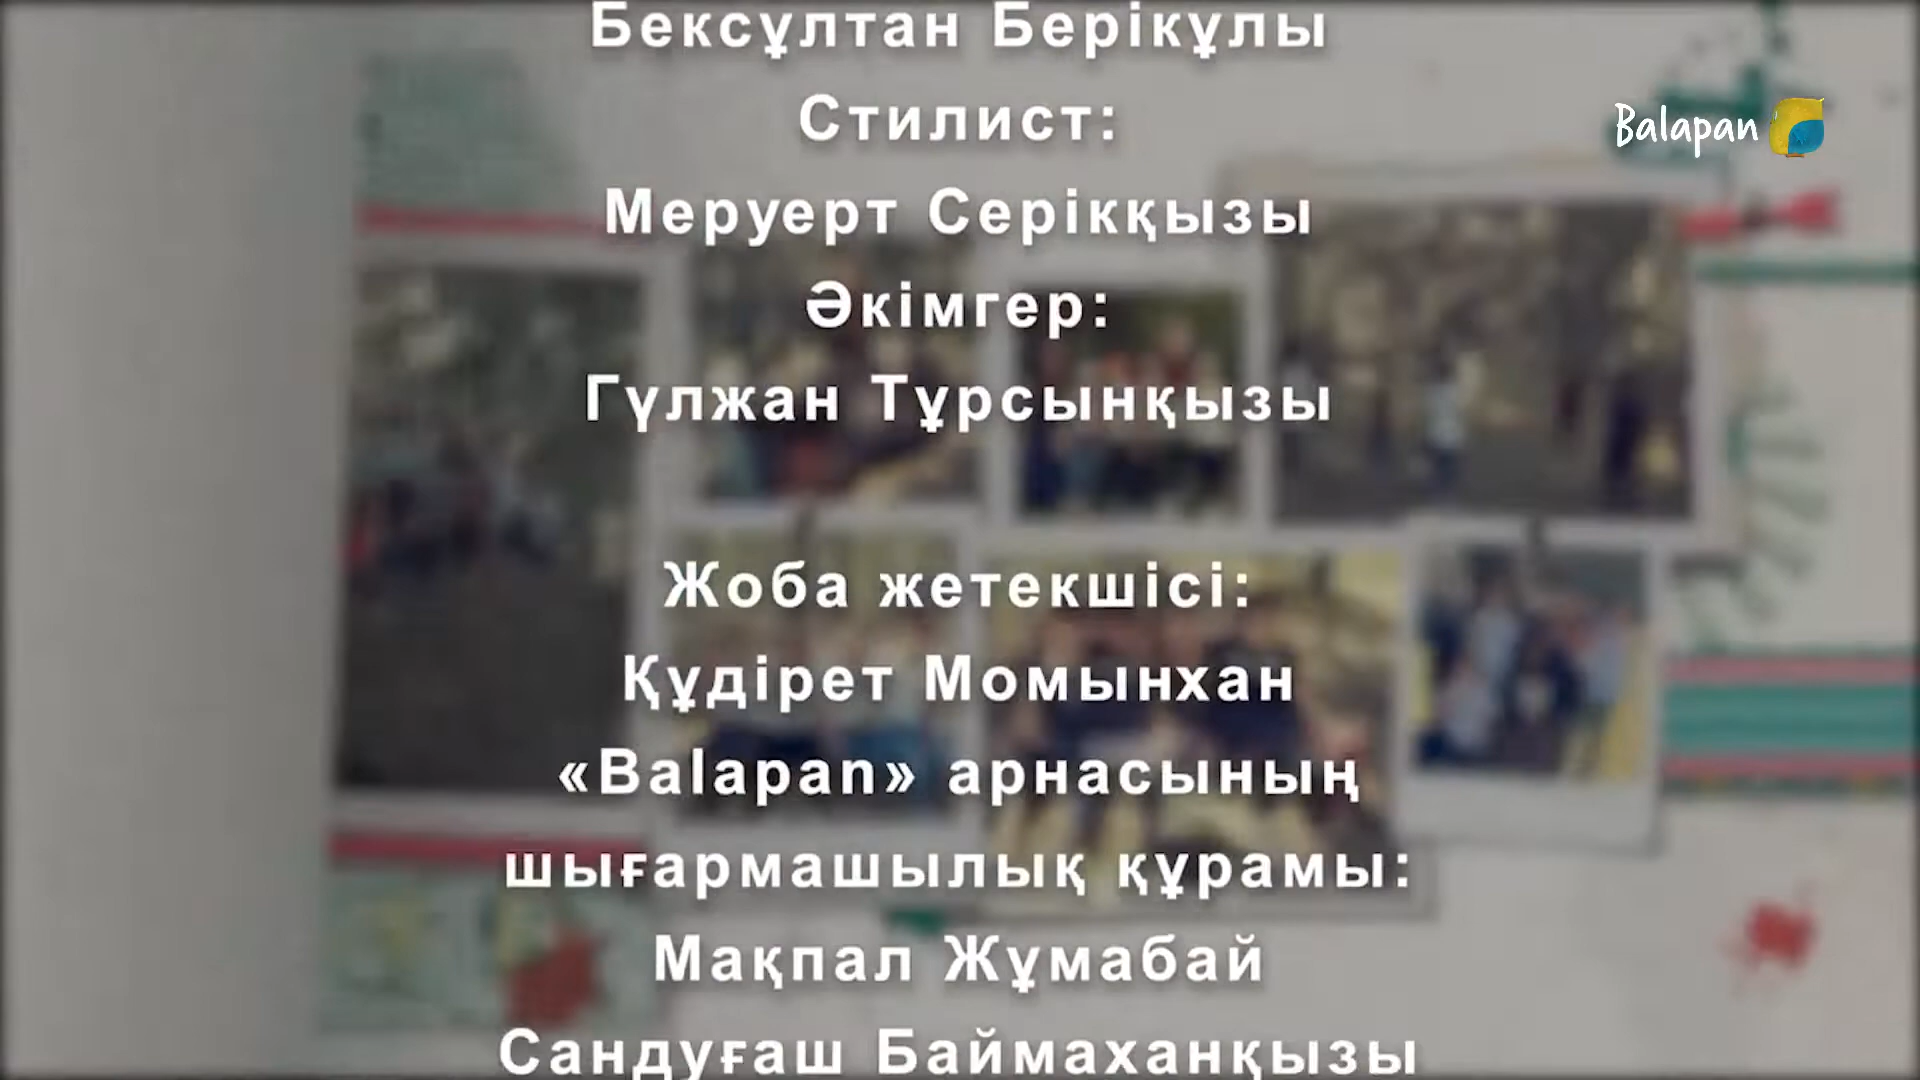 Бексұлтан Берікұлы
Стилист:
Balapan
Меруерт Серікқызы
Әкімгер:
Гүлжан Тұрсынқызы
Жоба жетекшісі:
Құдірет Момынхан
«Balapan» арнасының
шығармашылық құрамы:
Мақпал Жұмабай
Сандуғаш Баймаханқызы